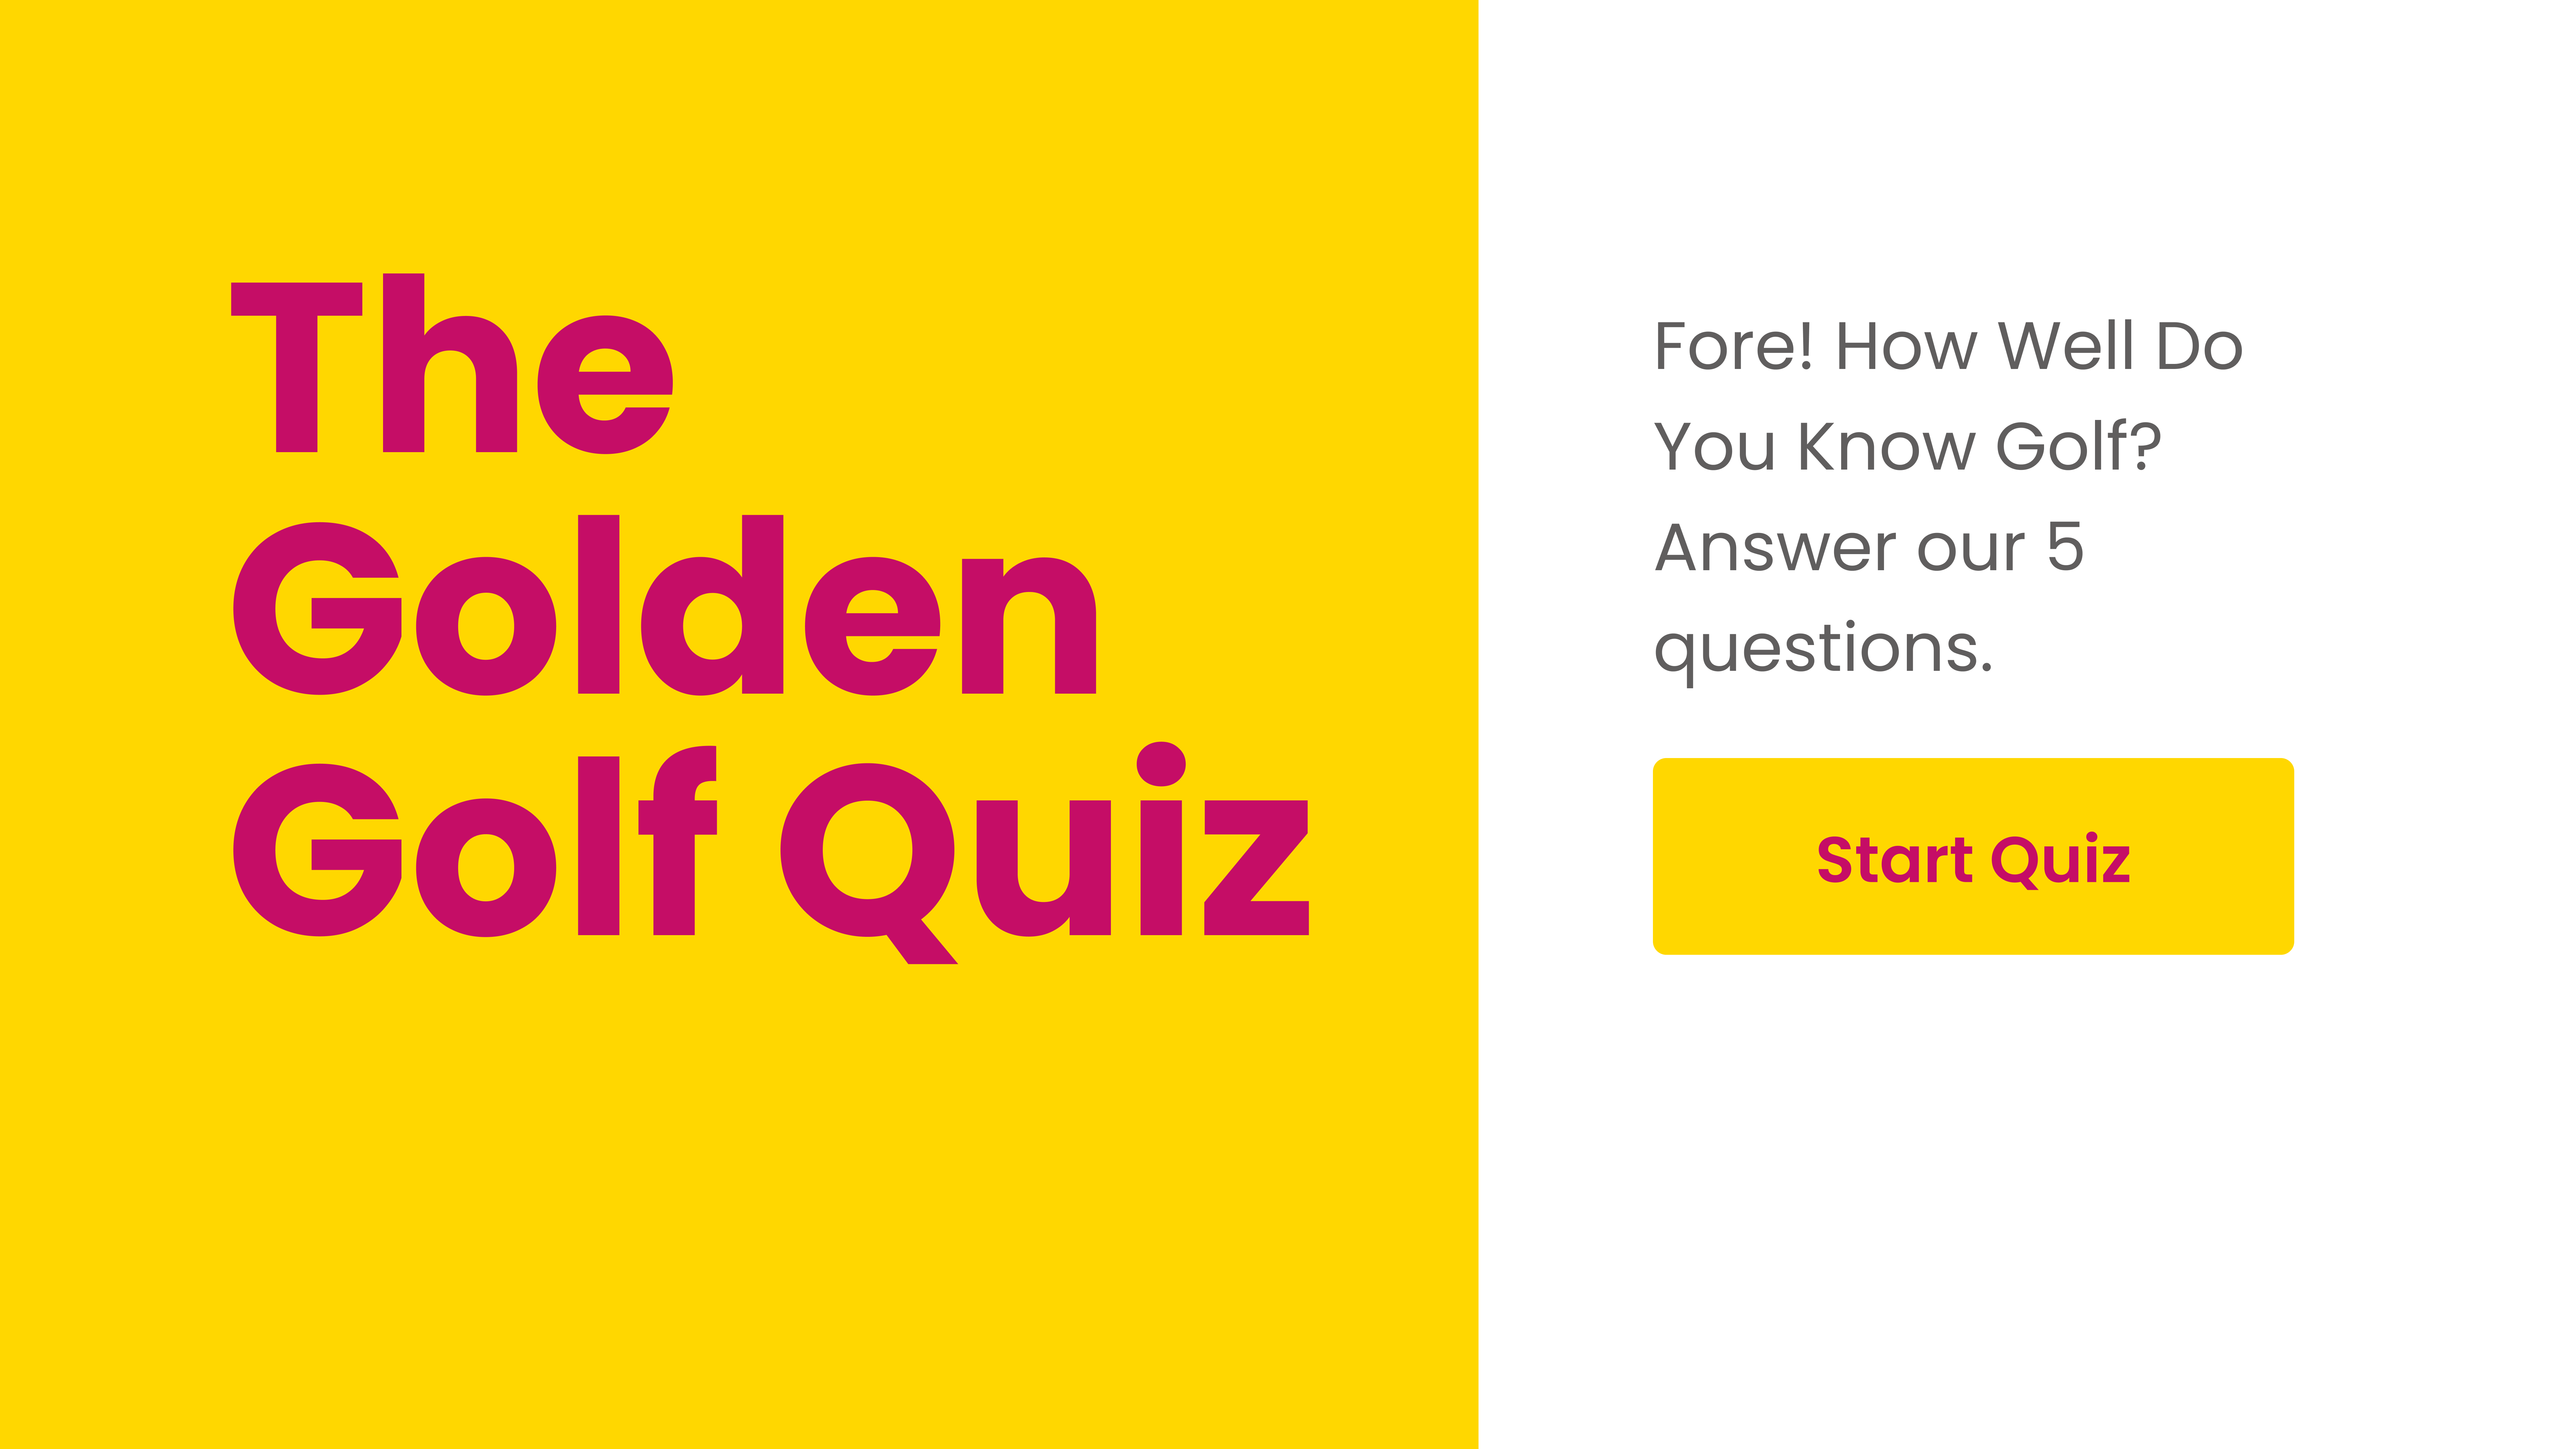 The
Golden
Golf Quiz
Fore! How Well Do
You Know Golf?
Answer our 5
questions.
Start Quiz